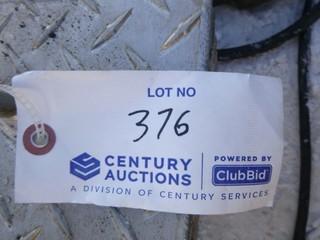 LOT NO
376
CENTURY AUCTIONS
POWERED BY
ClubBid
A DIVISION OF CENTURY SERVICES